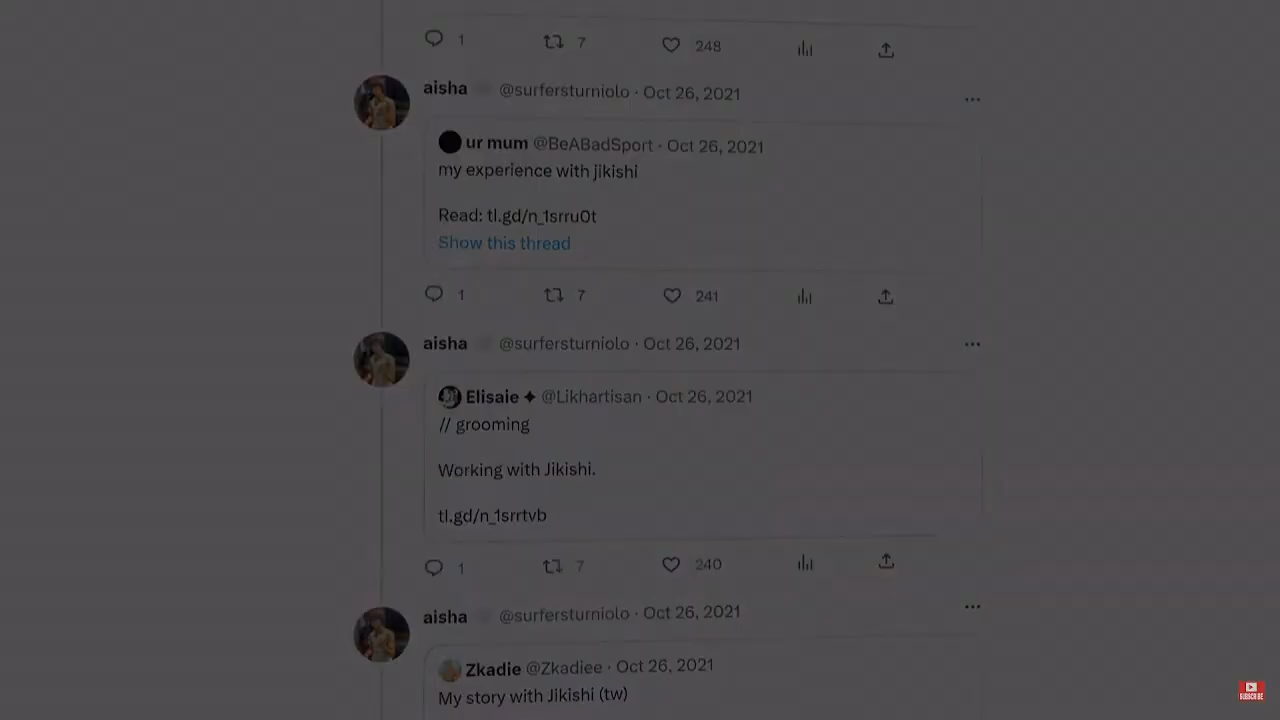 1 7 248
aisha @surfersturniolo · Oct 26, 2021
ur mum @BeABadSport · Oct 26, 2021
my experience with jikishi
Read: tl.gd/n_1srru0t
Show this thread
1 7 241
aisha @surfersturniolo · Oct 26, 2021
Elisaie ✦ @Likhartisan · Oct 26, 2021
// grooming
Working with Jikishi.
tl.gd/n_1srrtvb
1 7 240
aisha @surfersturniolo · Oct 26, 2021
Zkadie @Zkadiee · Oct 26, 2021
My story with Jikishi (tw)
SUBSCRIBE